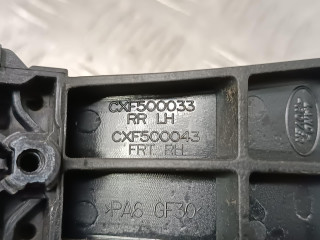 CXF500033
RR LH
CXF500043
FRT RH
>PA6 GF30<